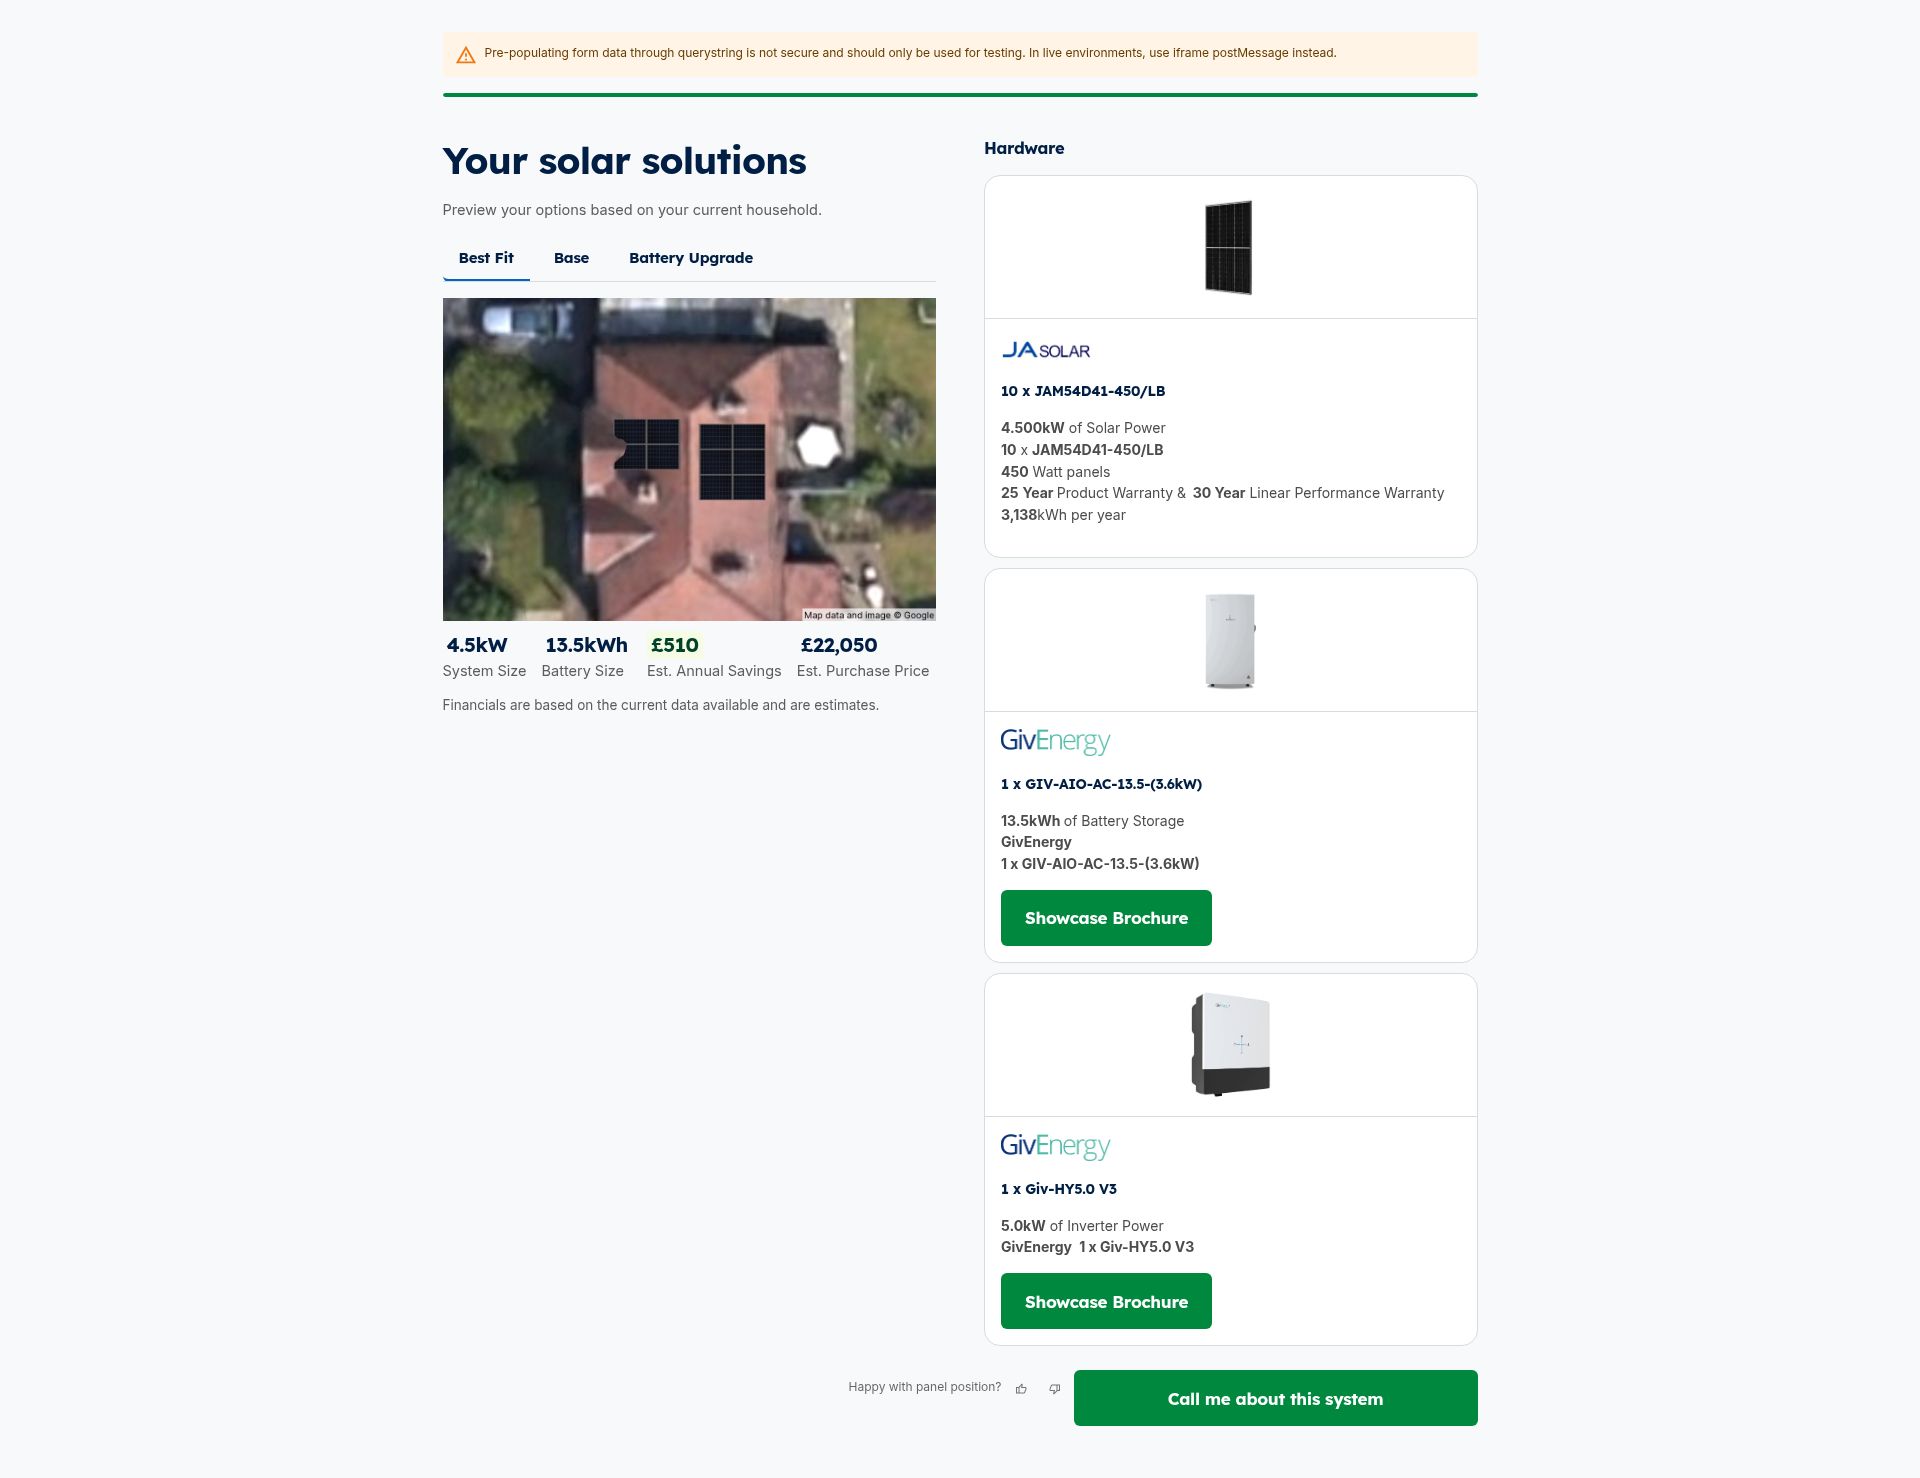 Pre-populating form data through querystring is not secure and should only be used for testing. In live environments, use iframe postMessage instead.
Your solar solutions
Preview your options based on your current household.
Best Fit
Base
Battery Upgrade
Map data and image © Google
4.5kW
System Size
13.5kWh
Battery Size
£510
Est. Annual Savings
£22,050
Est. Purchase Price
Financials are based on the current data available and are estimates.
Hardware
JA SOLAR
10 x JAM54D41-450/LB
4.500kW of Solar Power
10 x JAM54D41-450/LB
450 Watt panels
25 Year Product Warranty & 30 Year Linear Performance Warranty
3,138kWh per year
GivEnergy
1 x GIV-AIO-AC-13.5-(3.6kW)
13.5kWh of Battery Storage
GivEnergy
1 x GIV-AIO-AC-13.5-(3.6kW)
Showcase Brochure
GivEnergy
1 x Giv-HY5.0 V3
5.0kW of Inverter Power
GivEnergy 1 x Giv-HY5.0 V3
Showcase Brochure
Happy with panel position?
Call me about this system